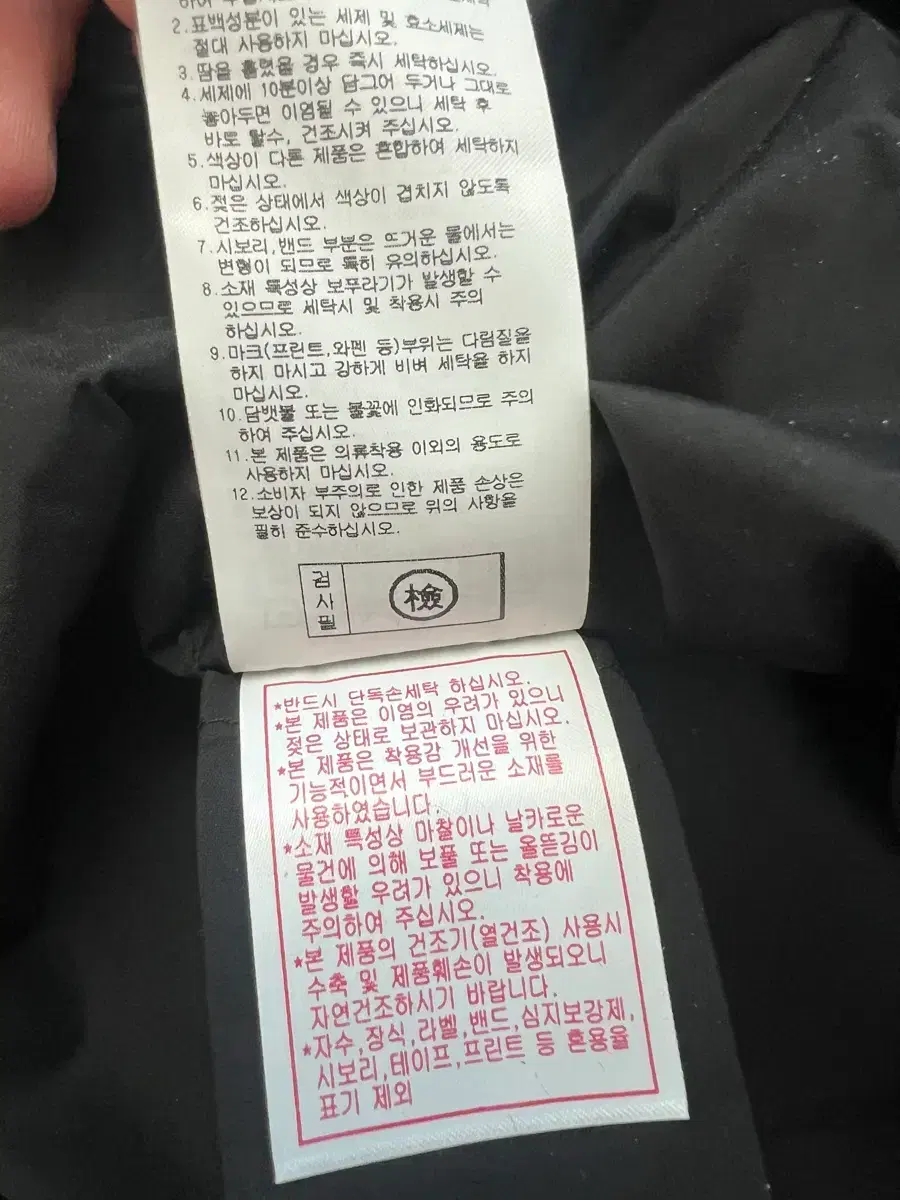 2.표백성분이 있는 세제 및 효소세제는
절대 사용하지 마십시오.
3.땀을 흘렸을 경우 즉시 세탁하십시오.
4.세제에 10분이상 담그어 두거나 그대로
놓아두면 이염될 수 있으니 세탁 후
바로 탈수, 건조시켜 주십시오.
5.색상이 다른 제품은 혼합하여 세탁하지
마십시오.
6.젖은 상태에서 색상이 겹치지 않도록
건조하십시오.
7.시보리,밴드 부분은 뜨거운 물에서는
변형이 되므로 특히 유의하십시오.
8.소재 특성상 보푸라기가 발생할 수
있으므로 세탁시 및 착용시 주의
하십시오.
9.마크(프린트,와펜 등)부위는 다림질을
하지 마시고 강하게 비벼 세탁을 하지
마십시오.
10.담뱃불 또는 불꽃에 인화되므로 주의
하여 주십시오.
11.본 제품은 의류착용 이외의 용도로
사용하지 마십시오.
12.소비자 부주의로 인한 제품 손상은
보상이 되지 않으므로 위의 사항을
필히 준수하십시오.
검사필 檢
*반드시 단독손세탁 하십시오.
*본 제품은 이염의 우려가 있으니
젖은 상태로 보관하지 마십시오.
*본 제품은 착용감 개선을 위한
기능적이면서 부드러운 소재를
사용하였습니다.
*소재 특성상 마찰이나 날카로운
물건에 의해 보풀 또는 올뜯김이
발생할 우려가 있으니 착용에
주의하여 주십시오.
*본 제품의 건조기(열건조) 사용시
수축 및 제품훼손이 발생되오니
자연건조하시기 바랍니다.
*자수,장식,라벨,밴드,심지보강제,
시보리,테이프,프린트 등 혼용율
표기 제외